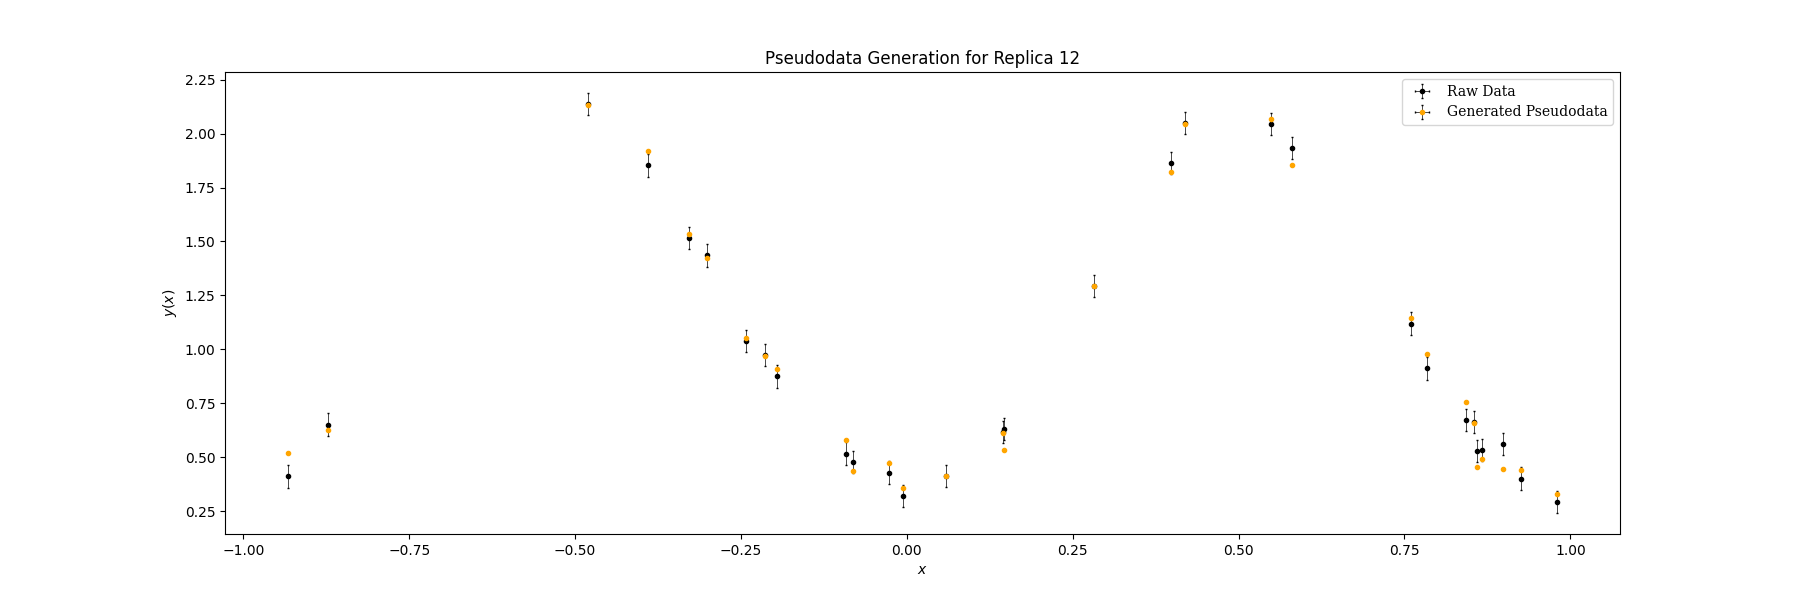 Pseudodata Generation for Replica 12
2.25
2.00
1.75
1.50
1.25
1.00
0.75
0.50
0.25
y(x)
Raw Data
Generated Pseudodata
−1.00 −0.75 −0.50 −0.25 0.00 0.25 0.50 0.75 1.00
x